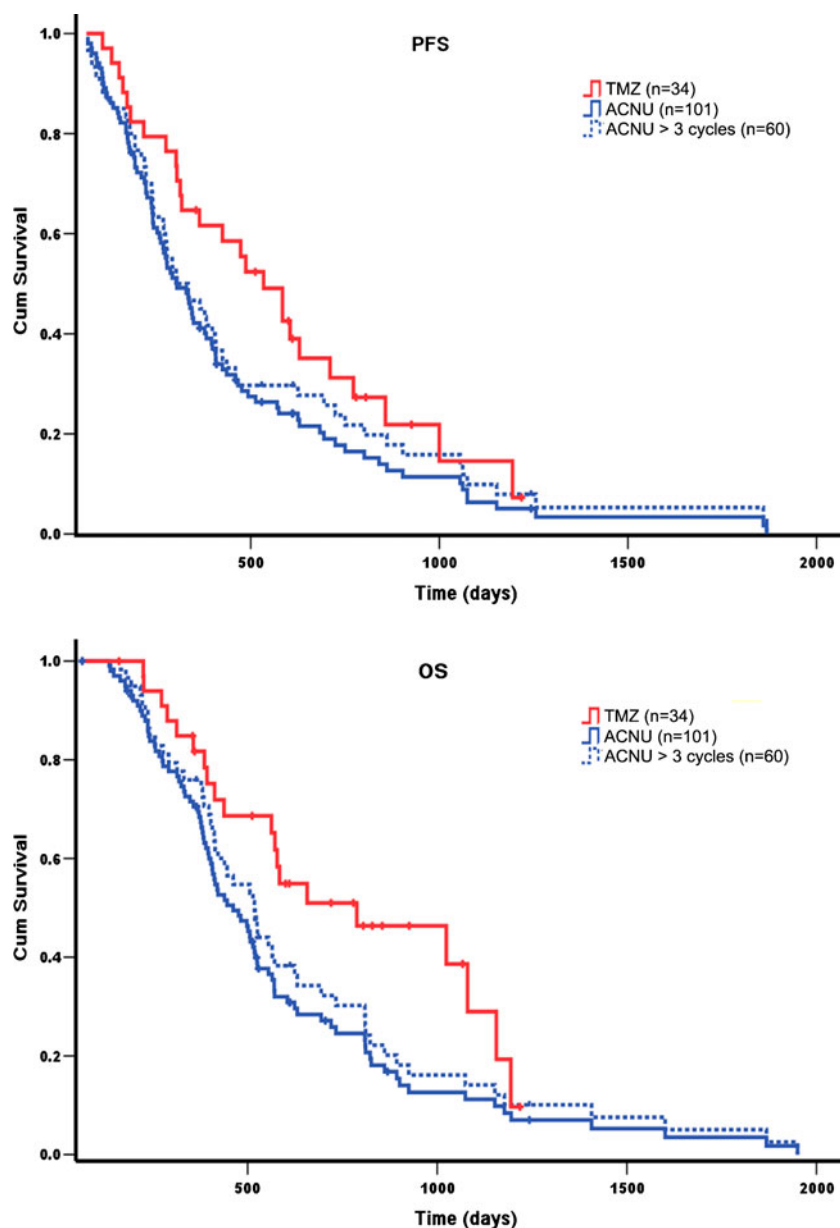 PFS
TMZ (n=34)
ACNU (n=101)
ACNU > 3 cycles (n=60)
Cum Survival
1.0
0.8
0.6
0.4
0.2
0.0
500
1000
1500
2000
Time (days)
OS
TMZ (n=34)
ACNU (n=101)
ACNU > 3 cycles (n=60)
Cum Survival
1.0
0.8
0.6
0.4
0.2
0.0
500
1000
1500
2000
Time (days)